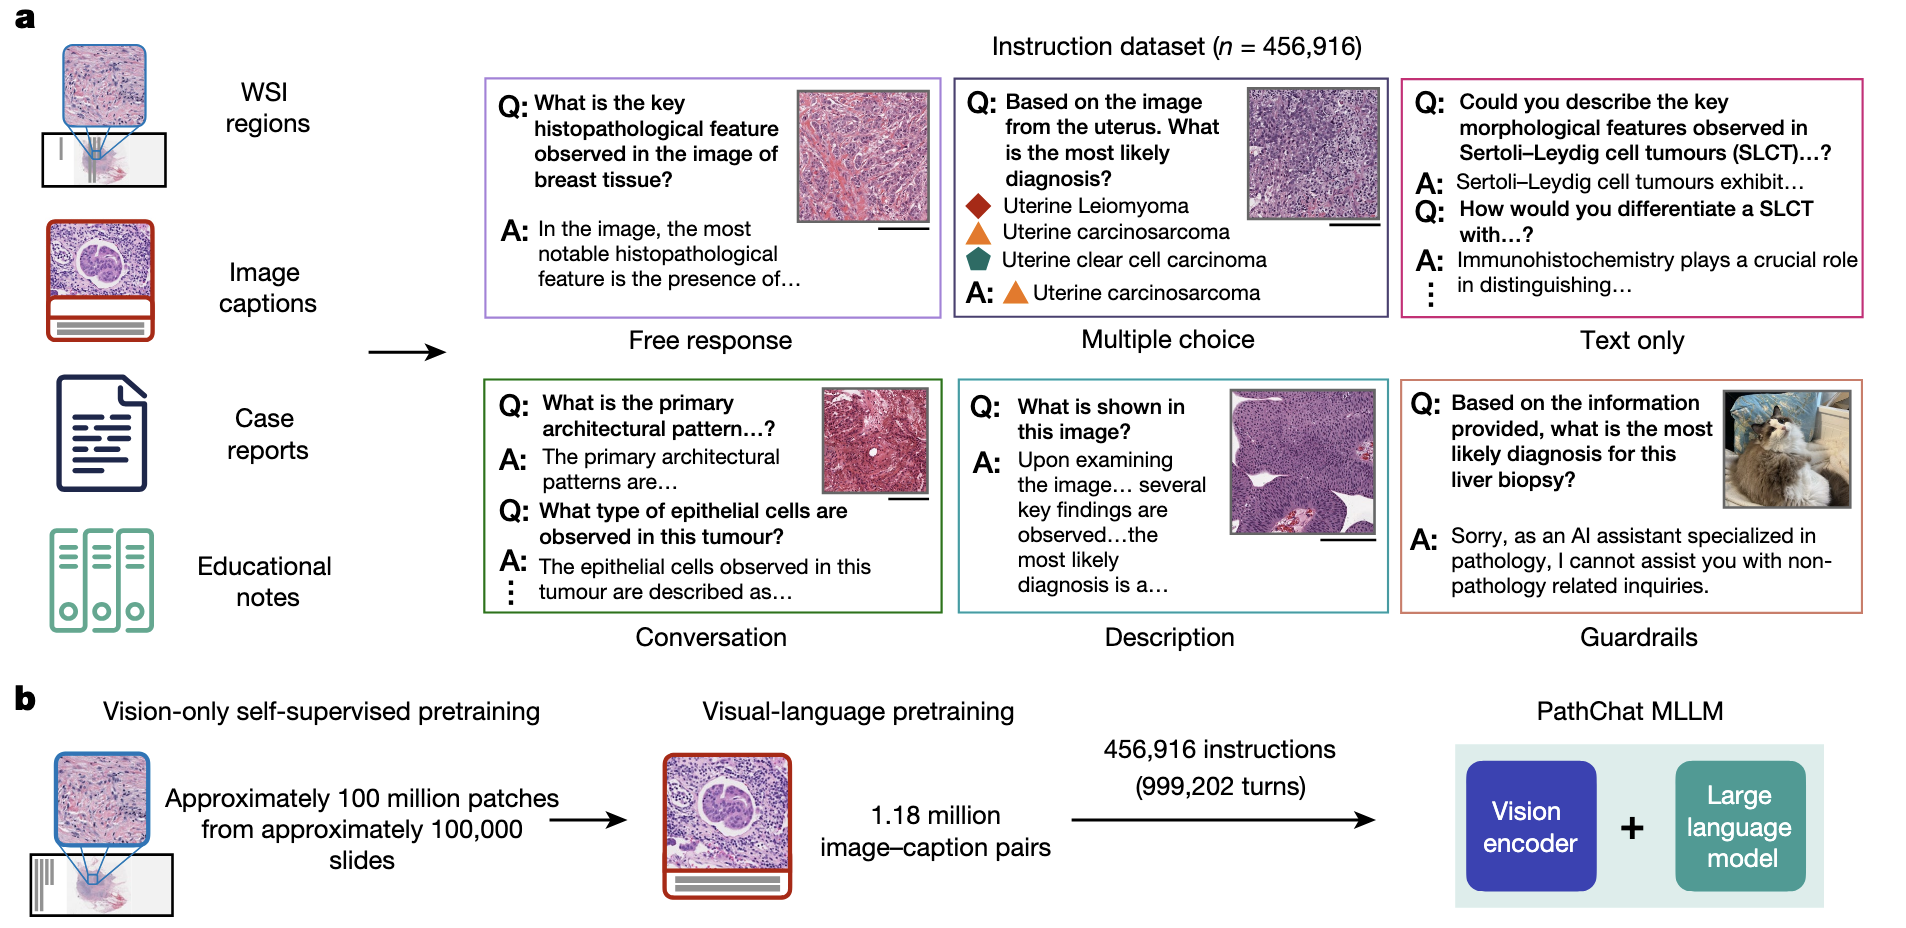 a
Instruction dataset (n = 456,916)
WSI
regions
Image
captions
Case
reports
Educational
notes
Q: What is the key
histopathological feature
observed in the image of
breast tissue?
A: In the image, the most
notable histopathological
feature is the presence of…
Free response
Q: Based on the image
from the uterus. What
is the most likely
diagnosis?
Uterine Leiomyoma
Uterine carcinosarcoma
Uterine clear cell carcinoma
A: Uterine carcinosarcoma
Multiple choice
Q: Could you describe the key
morphological features observed in
Sertoli–Leydig cell tumours (SLCT)…?
A: Sertoli–Leydig cell tumours exhibit…
Q: How would you differentiate a SLCT
with…?
A: Immunohistochemistry plays a crucial role
in distinguishing…
⋮
Text only
Q: What is the primary
architectural pattern…?
A: The primary architectural
patterns are…
Q: What type of epithelial cells are
observed in this tumour?
A: The epithelial cells observed in this
⋮ tumour are described as…
Conversation
Q: What is shown in
this image?
A: Upon examining
the image… several
key findings are
observed…the
most likely
diagnosis is a…
Description
Q: Based on the information
provided, what is the most
likely diagnosis for this
liver biopsy?
A: Sorry, as an AI assistant specialized in
pathology, I cannot assist you with non-
pathology related inquiries.
Guardrails
b
Vision-only self-supervised pretraining
Approximately 100 million patches
from approximately 100,000
slides
Visual-language pretraining
1.18 million
image–caption pairs
456,916 instructions
(999,202 turns)
PathChat MLLM
Vision
encoder
+
Large
language
model